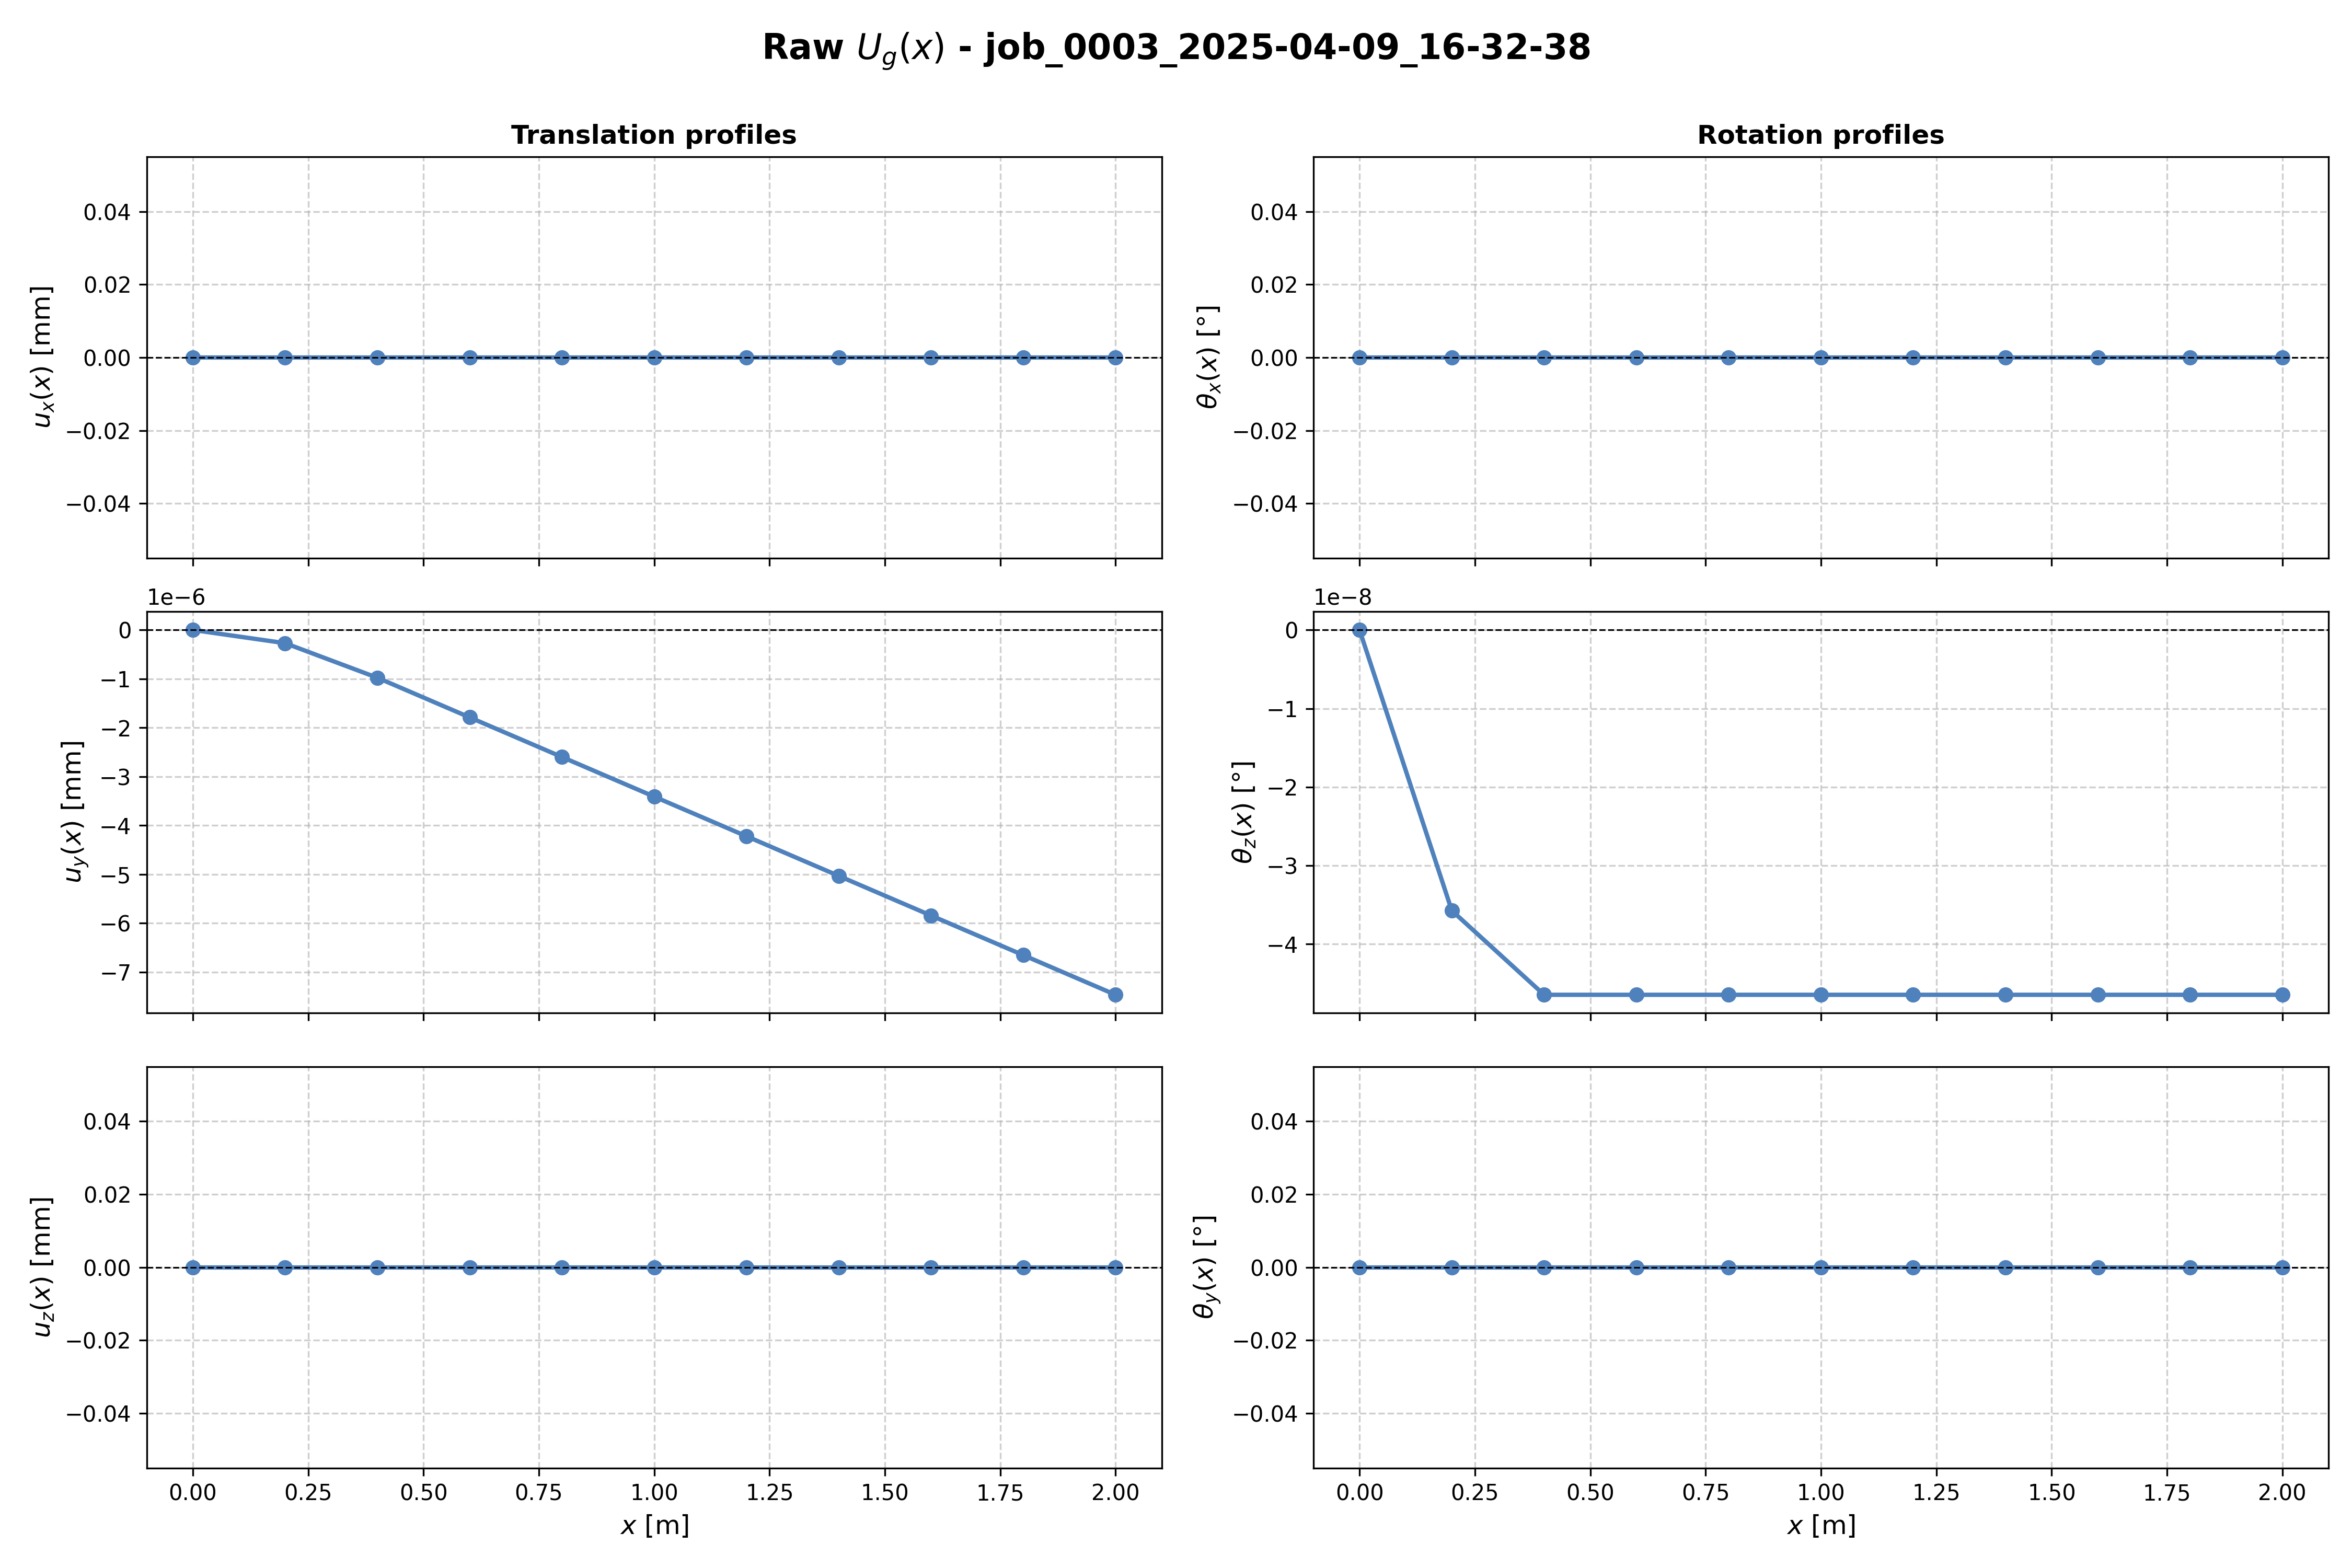 Raw U_g(x) - job_0003_2025-04-09_16-32-38
Translation profiles
Rotation profiles
0.04
0.02
0.00
−0.02
−0.04
u_x(x) [mm]
0.04
0.02
0.00
−0.02
−0.04
θ_x(x) [°]
1e−6
0
−1
−2
−3
−4
−5
−6
−7
u_y(x) [mm]
1e−8
0
−1
−2
−3
−4
θ_z(x) [°]
0.04
0.02
0.00
−0.02
−0.04
u_z(x) [mm]
0.00 0.25 0.50 0.75 1.00 1.25 1.50 1.75 2.00
x [m]
0.04
0.02
0.00
−0.02
−0.04
θ_y(x) [°]
0.00 0.25 0.50 0.75 1.00 1.25 1.50 1.75 2.00
x [m]